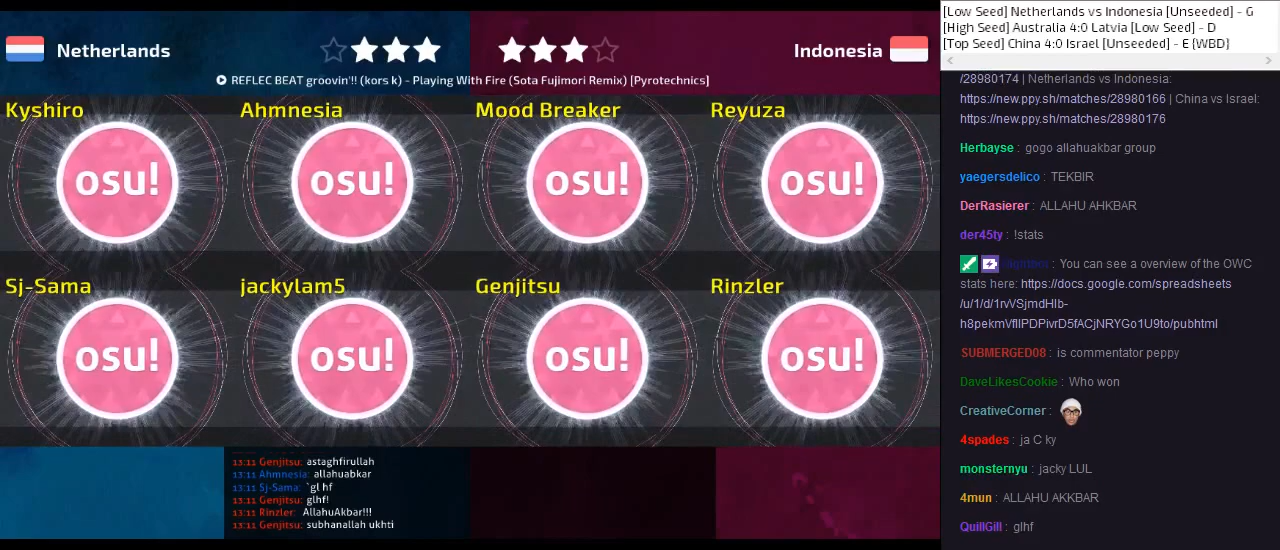 Netherlands
Indonesia
REFLEC BEAT groovin'!! (kors k) - Playing With Fire (Sota Fujimori Remix) [Pyrotechnics]
Kyshiro
Ahmnesia
Mood Breaker
Reyuza
osu!
osu!
osu!
osu!
Sj-Sama
jackylam5
Genjitsu
Rinzler
osu!
osu!
osu!
osu!
13:11 Genjitsu: astaghfirullah
13:11 Ahmnesia: allahuabkar
13:11 Sj-Sama: `gl hf
13:11 Genjitsu: glhf!
13:11 Rinzler: AllahuAkbar!!!
13:11 Genjitsu: subhanallah ukhti
[Low Seed] Netherlands vs Indonesia [Unseeded] - G
[High Seed] Australia 4:0 Latvia [Low Seed] - D
[Top Seed] China 4:0 Israel [Unseeded] - E {WBD}
/28980174 | Netherlands vs Indonesia:
https://new.ppy.sh/matches/28980166 | China vs Israel:
https://new.ppy.sh/matches/28980176
Herbayse : gogo allahuakbar group
yaegersdelico : TEKBIR
DerRasierer : ALLAHU AHKBAR
der45ty : !stats
: You can see a overview of the OWC
stats here: https://docs.google.com/spreadsheets
/u/1/d/1rvVSjmdHIb-
h8pekmVfIlPDPivrD5fACjNRYGo1U9to/pubhtml
SUBMERGED08 : is commentator peppy
DaveLikesCookie : Who won
CreativeCorner :
4spades : ja C ky
monsternyu : jacky LUL
4mun : ALLAHU AKKBAR
QuillGill : glhf